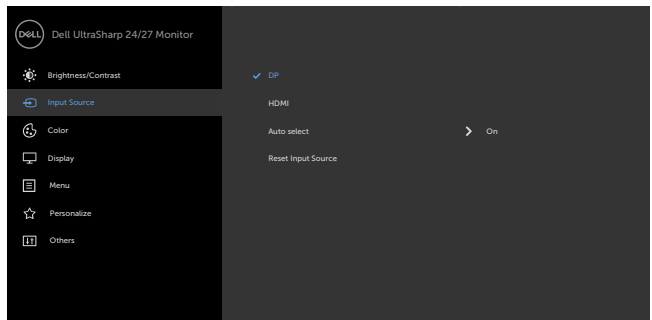 DELL
Dell UltraSharp 24/27 Monitor
Brightness/Contrast
DP
Input Source
HDMI
Color
Auto select
On
Display
Reset Input Source
Menu
Personalize
Others